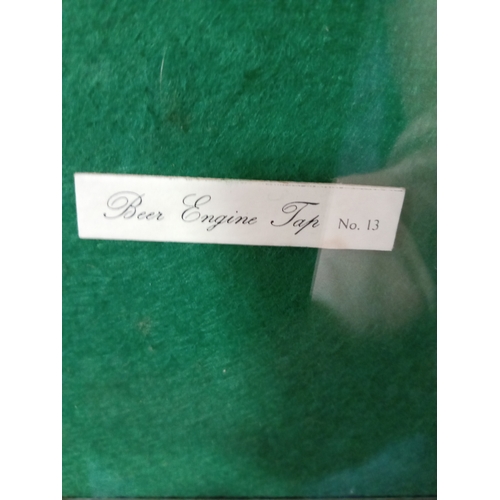 Beer Engine Tap No. 13